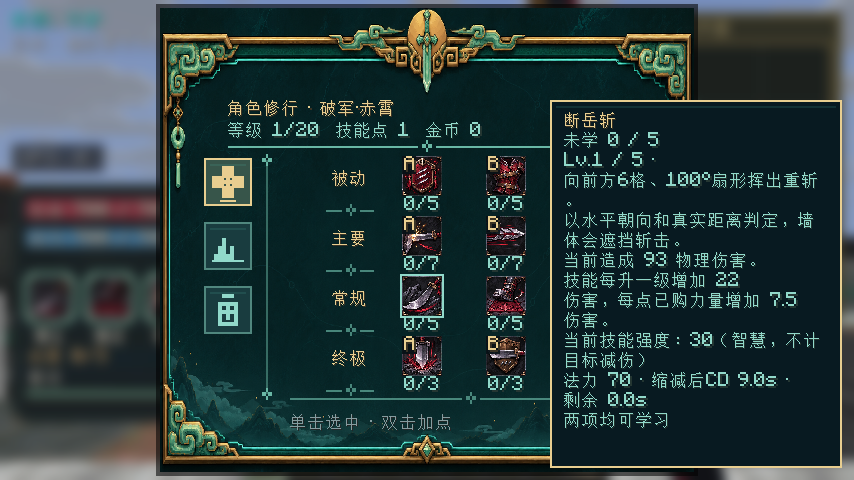 角色修行 · 破军·赤霄
等级 1/20 技能点 1 金币 0
被动
A
0/5
B
0/5
主要
A
0/7
B
0/7
常规
0/5
0/5
终极
A
0/3
B
0/3
单击选中 · 双击加点
断岳斩
未学 0 / 5
Lv.1 / 5 ·
向前方6格、100°扇形挥出重斩
。
以水平朝向和真实距离判定，墙
体会遮挡斩击。
当前造成 93 物理伤害。
技能每升一级增加 22
伤害，每点已购力量增加 7.5
伤害。
当前技能强度：30（智慧，不计
目标减伤）
法力 70 · 缩减后CD 9.0s ·
剩余 0.0s
两项均可学习